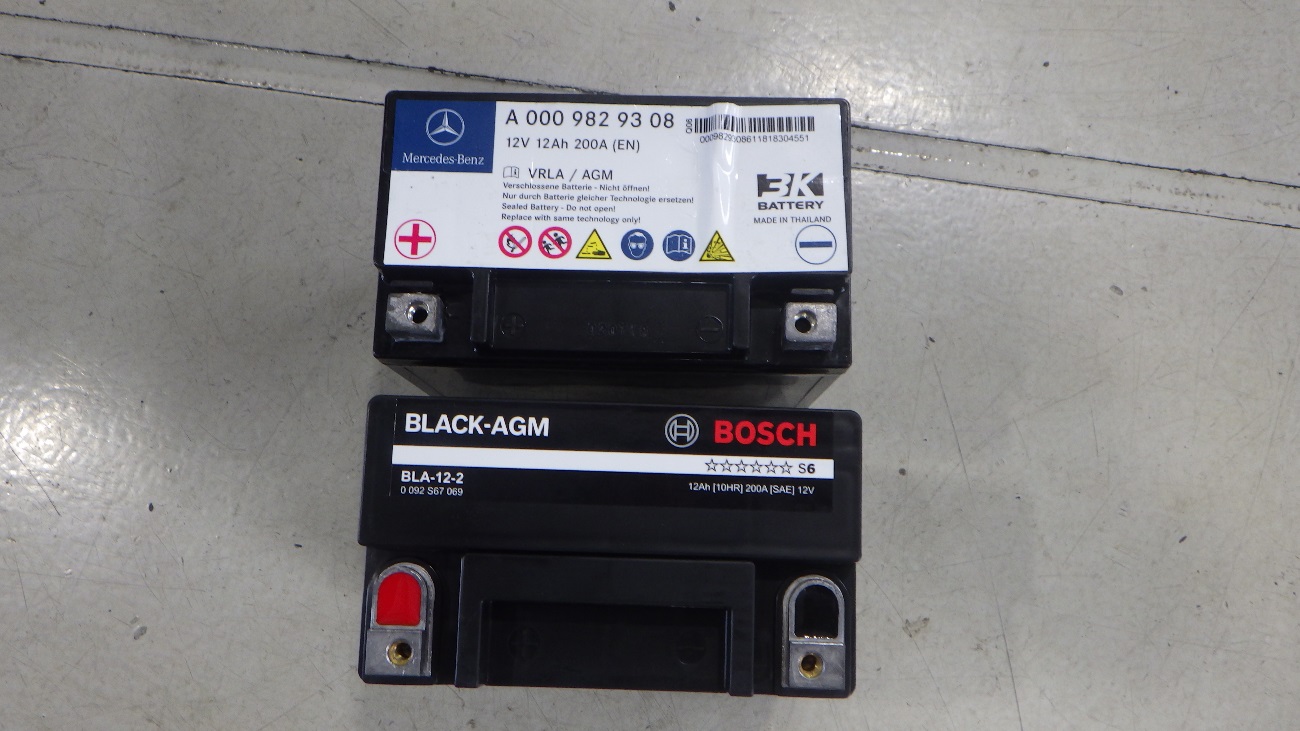 A 000 982 93 08
906
0009829308611818304551
Mercedes-Benz
12V 12Ah 200A (EN)
VRLA / AGM
Verschlossene Batterie - Nicht öffnen!
Nur durch Batterie gleicher Technologie ersetzen!
Sealed Battery - Do not open!
Replace with same technology only!
3K
BATTERY
MADE IN THAILAND
BLACK-AGM
BOSCH
S6
BLA-12-2
0 092 S67 069
12Ah [10HR] 200A [SAE] 12V